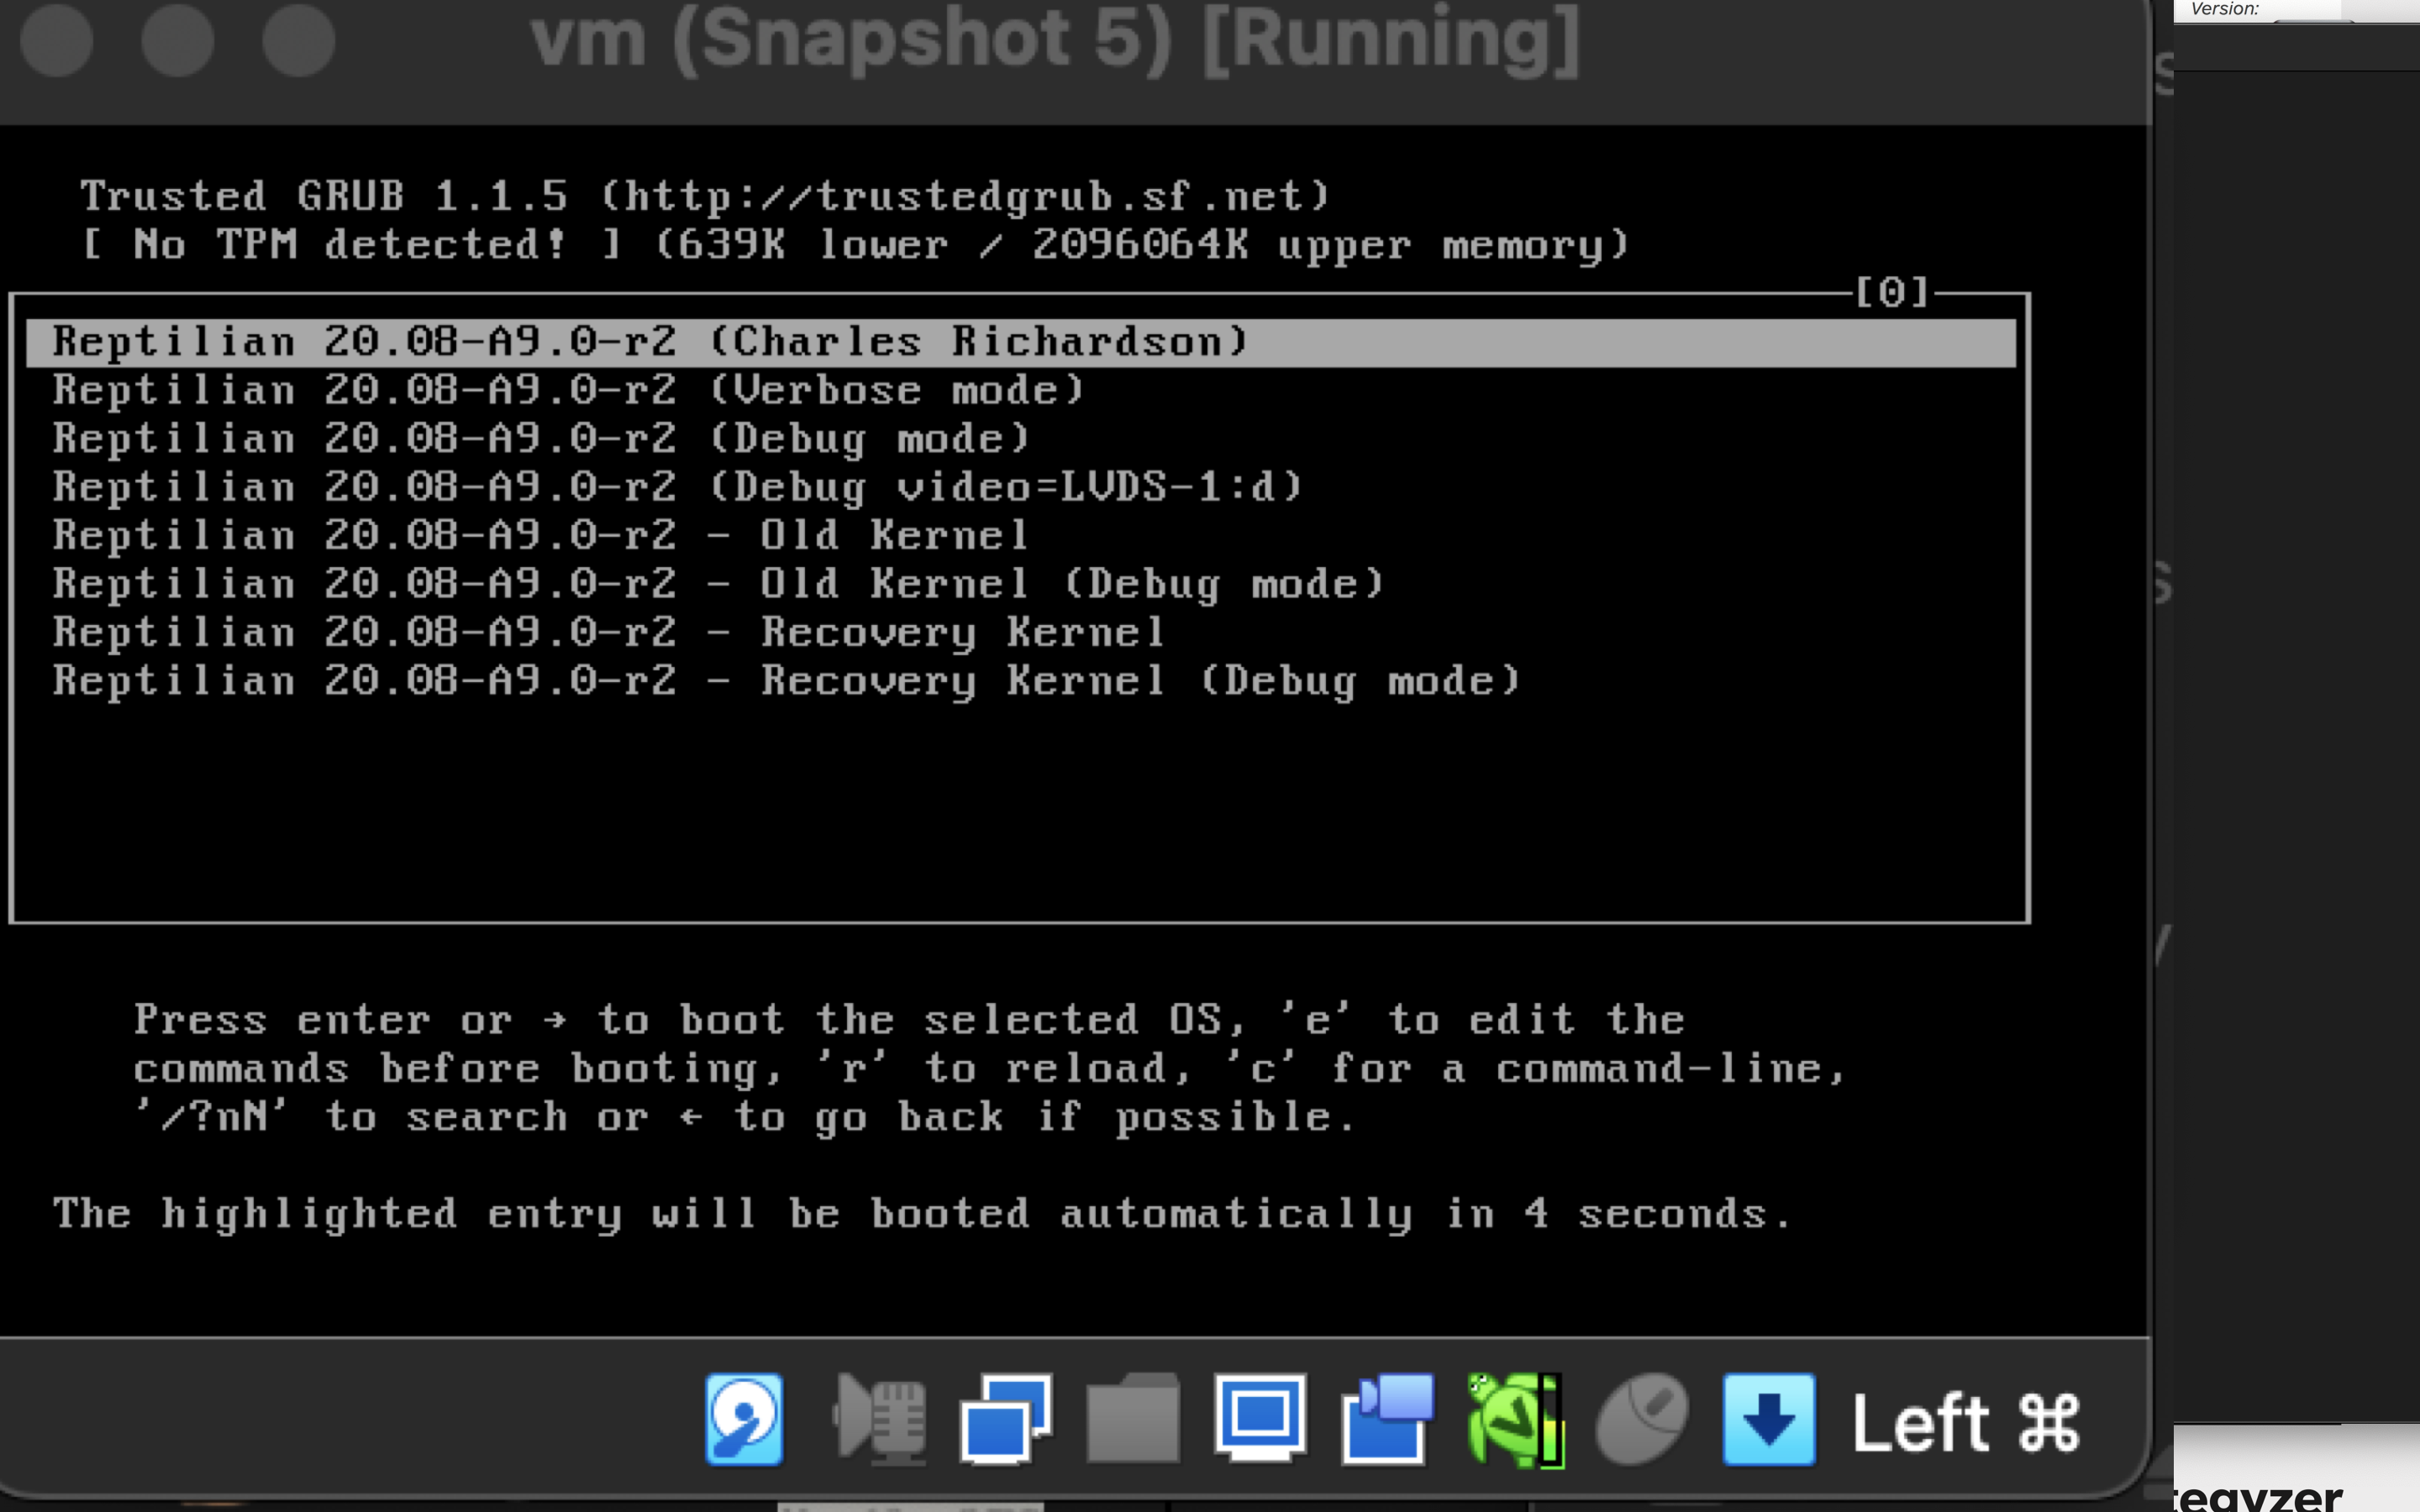 vm (Snapshot 5) [Running]
Version:
Trusted GRUB 1.1.5 (http://trustedgrub.sf.net)
[ No TPM detected! ] (639K lower / 2096064K upper memory)
[0]
Reptilian 20.08-A9.0-r2 (Charles Richardson)
Reptilian 20.08-A9.0-r2 (Verbose mode)
Reptilian 20.08-A9.0-r2 (Debug mode)
Reptilian 20.08-A9.0-r2 (Debug video=LVDS-1:d)
Reptilian 20.08-A9.0-r2 - Old Kernel
Reptilian 20.08-A9.0-r2 - Old Kernel (Debug mode)
Reptilian 20.08-A9.0-r2 - Recovery Kernel
Reptilian 20.08-A9.0-r2 - Recovery Kernel (Debug mode)
Press enter or → to boot the selected OS, 'e' to edit the
commands before booting, 'r' to reload, 'c' for a command-line,
'/?nN' to search or ← to go back if possible.
The highlighted entry will be booted automatically in 4 seconds.
Left ⌘